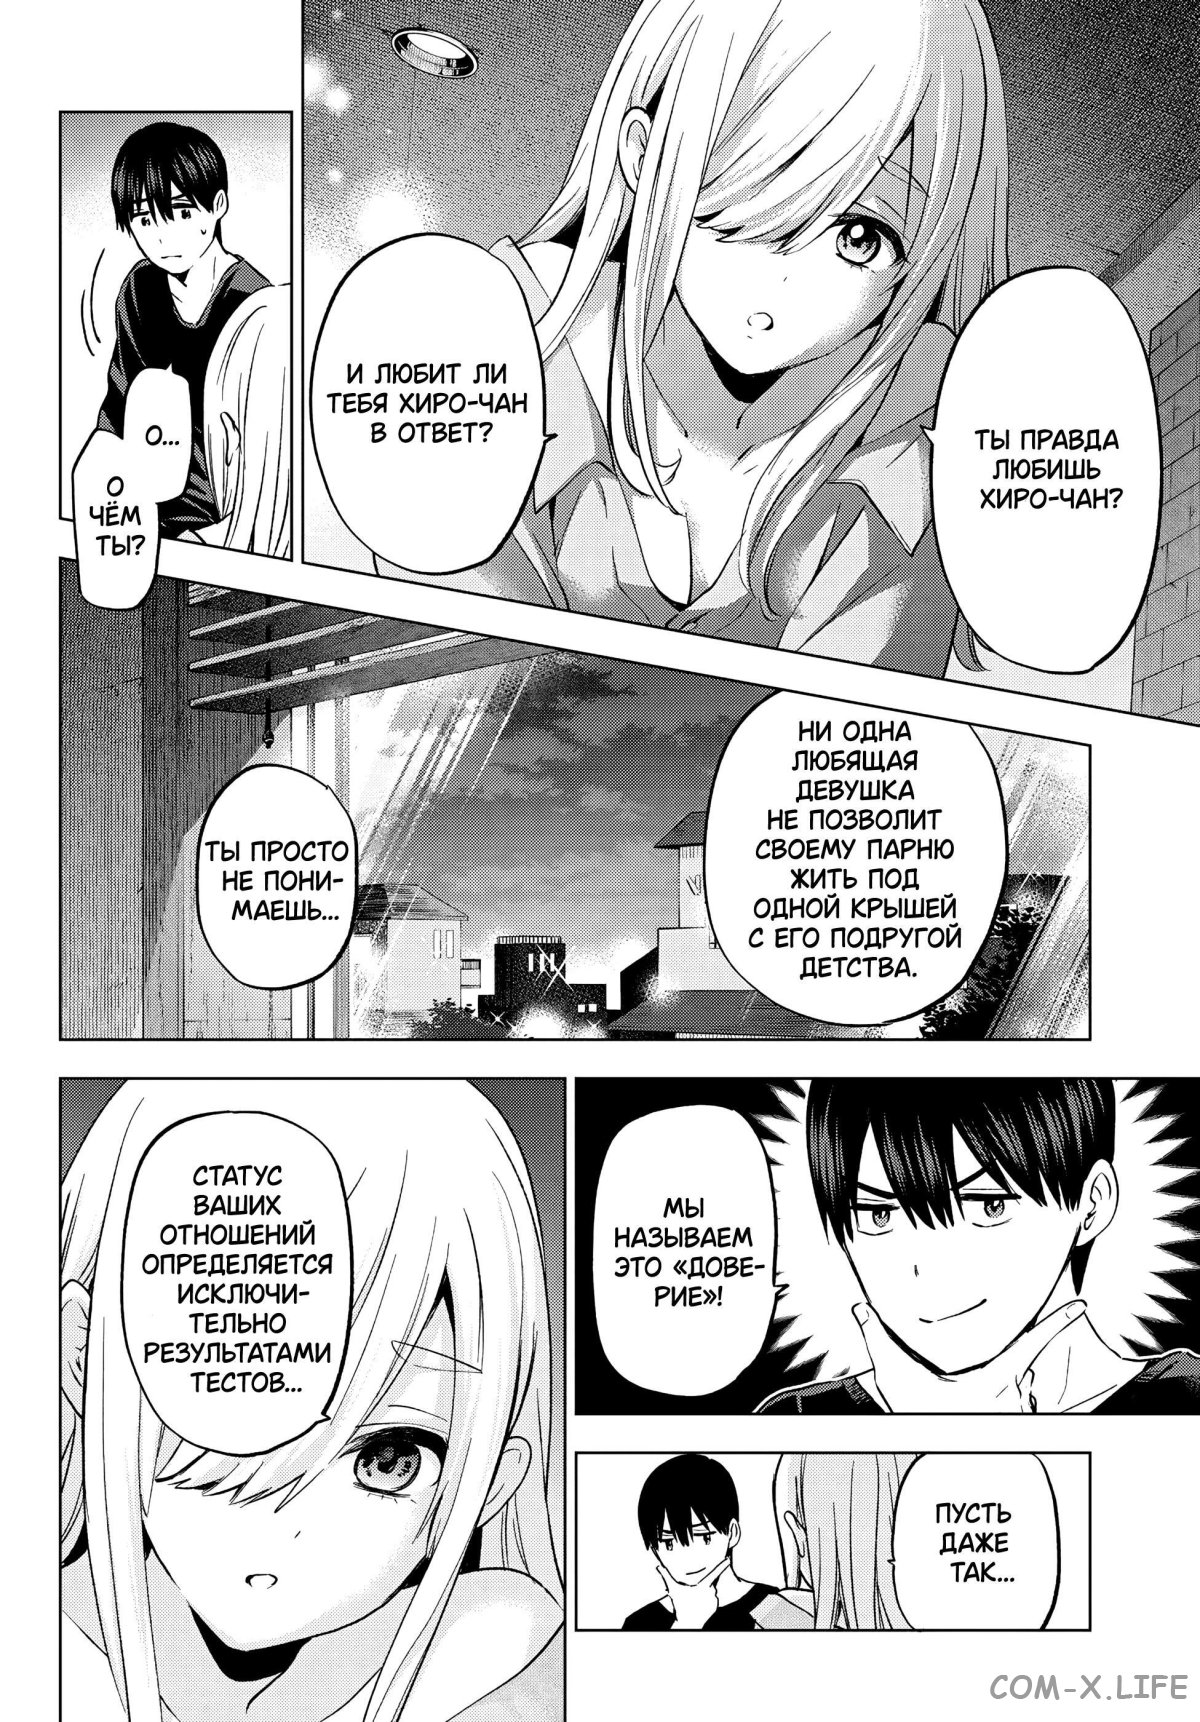 ТЫ ПРАВДА
ЛЮБИШЬ
ХИРО-ЧАН?
И ЛЮБИТ ЛИ
ТЕБЯ ХИРО-ЧАН
В ОТВЕТ?
О...
О
ЧЁМ
ТЫ?
НИ ОДНА
ЛЮБЯЩАЯ
ДЕВУШКА
НЕ ПОЗВОЛИТ
СВОЕМУ ПАРНЮ
ЖИТЬ ПОД
ОДНОЙ КРЫШЕЙ
С ЕГО ПОДРУГОЙ
ДЕТСТВА.
ТЫ ПРОСТО
НЕ ПОНИ-
МАЕШЬ...
МЫ
НАЗЫВАЕМ
ЭТО «ДОВЕ-
РИЕ»!
ПУСТЬ
ДАЖЕ
ТАК...
СТАТУС
ВАШИХ
ОТНОШЕНИЙ
ОПРЕДЕЛЯЕТСЯ
ИСКЛЮЧИ-
ТЕЛЬНО
РЕЗУЛЬТАТАМИ
ТЕСТОВ...
COM-X.LIFE